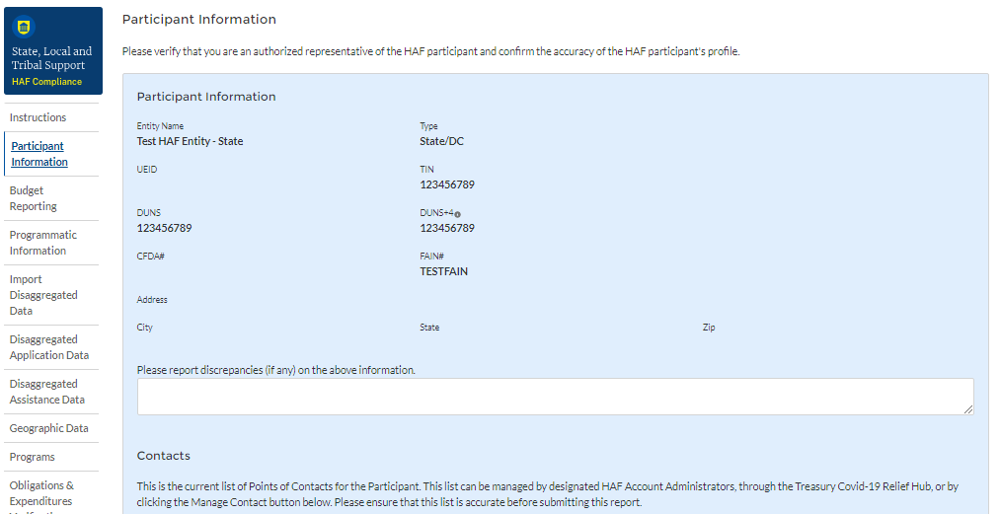 State, Local and
Tribal Support
HAF Compliance
Instructions
Participant
Information
Budget
Reporting
Programmatic
Information
Import
Disaggregated
Data
Disaggregated
Application Data
Disaggregated
Assistance Data
Geographic Data
Programs
Obligations &
Expenditures
Participant Information
Please verify that you are an authorized representative of the HAF participant and confirm the accuracy of the HAF participant's profile.
Participant Information
Entity Name
Type
Test HAF Entity - State
State/DC
UEID
TIN
123456789
DUNS
DUNS+4
123456789
123456789
CFDA#
FAIN#
TESTFAIN
Address
City
State
Zip
Please report discrepancies (if any) on the above information.
Contacts
This is the current list of Points of Contacts for the Participant. This list can be managed by designated HAF Account Administrators, through the Treasury Covid-19 Relief Hub, or by
clicking the Manage Contact button below. Please ensure that this list is accurate before submitting this report.